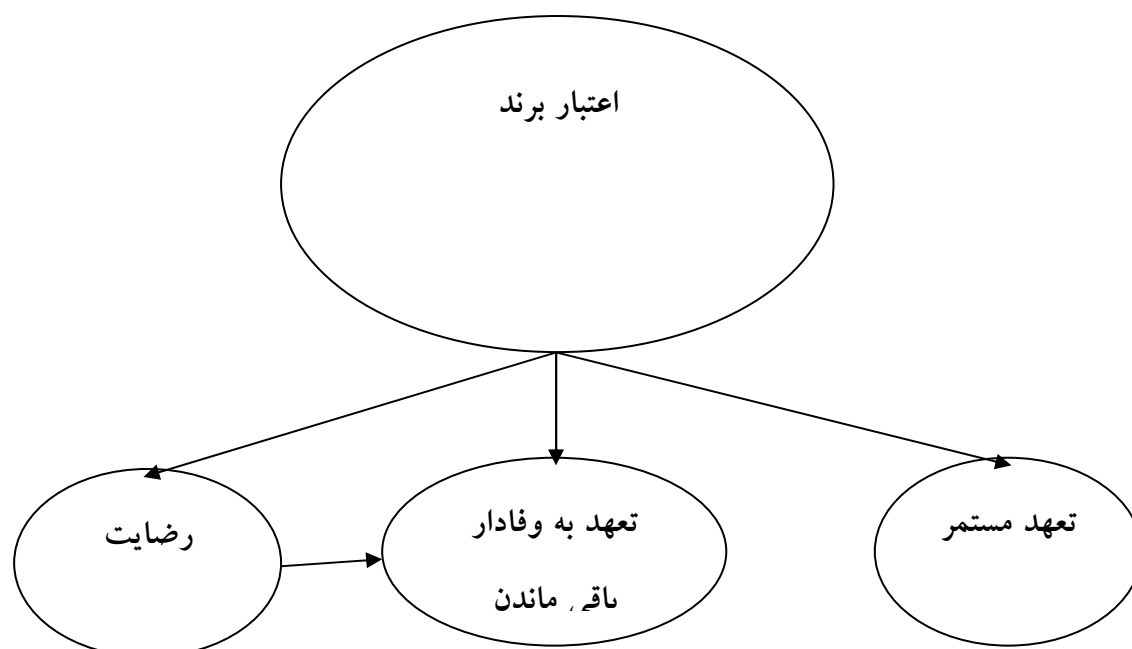 اعتبار برند
رضایت
تعهد به وفادار
باقی ماندن
تعهد مستمر